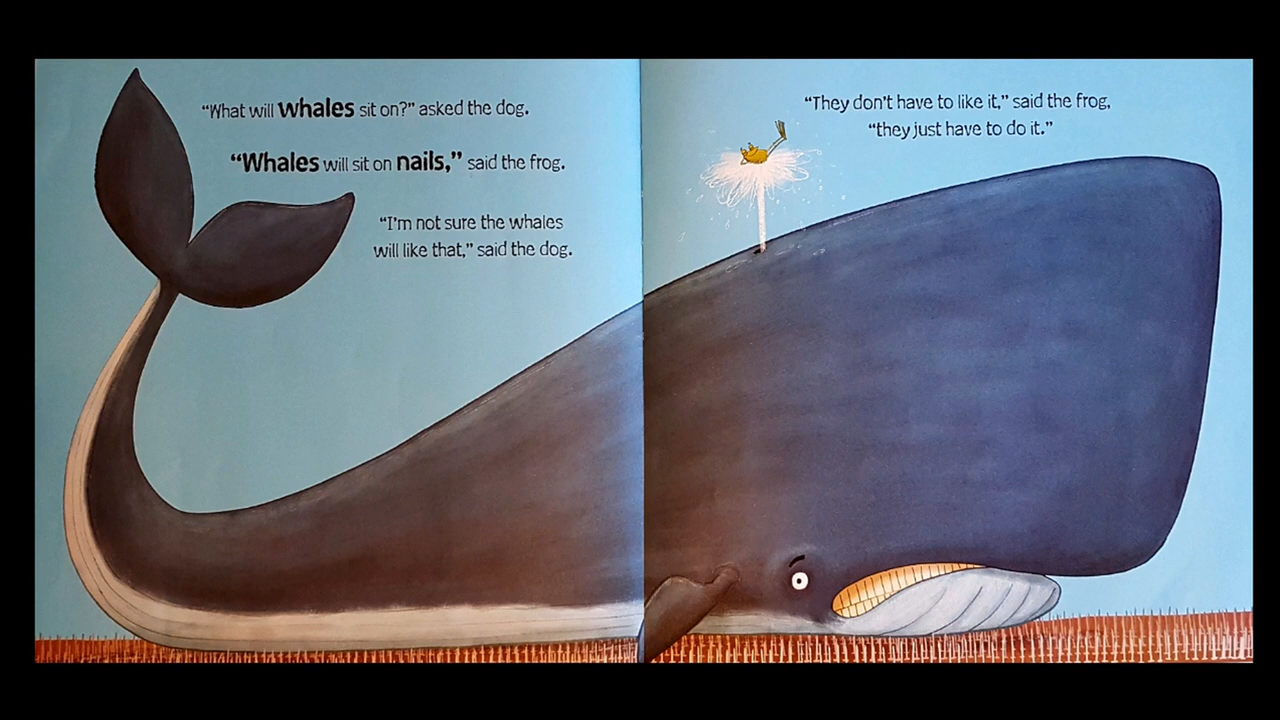 “What will whales sit on?” asked the dog.
“Whales will sit on nails,” said the frog.
“I’m not sure the whales
will like that,” said the dog.
“They don’t have to like it,” said the frog,
“they just have to do it.”